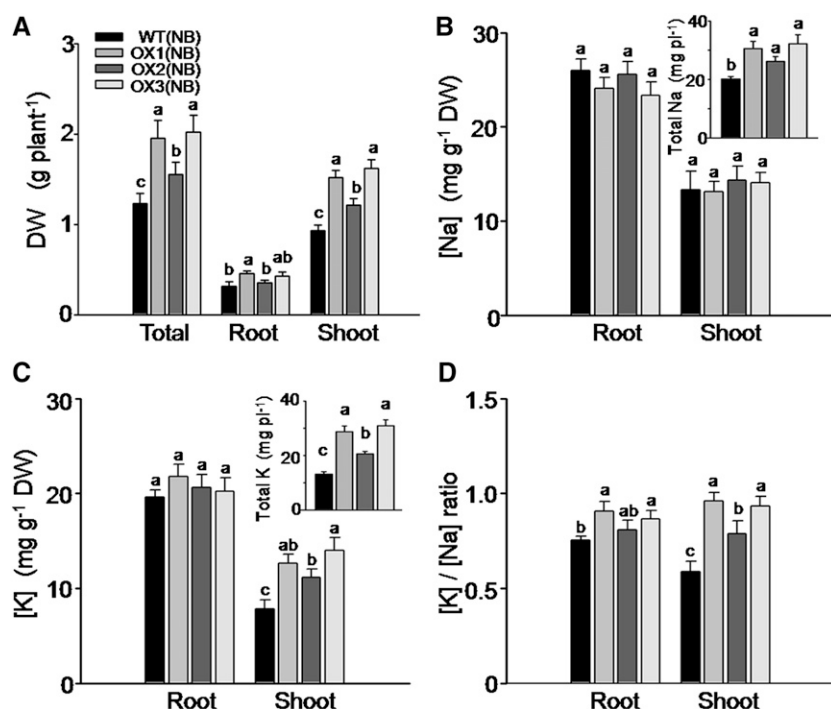 A
WT(NB)
OX1(NB)
OX2(NB)
OX3(NB)
DW (g plant-1)
3
2
1
0
c a b a
b a b ab
c a b a
Total Root Shoot
B
[Na] (mg g-1 DW)
30
20
10
0
a a a a
a a a a
Root Shoot
Total Na (mg pl-1)
40
20
0
b a a a
C
[K] (mg g-1 DW)
30
20
10
0
a a a a
c ab b a
Root Shoot
Total K (mg pl-1)
40
20
0
c a b a
D
[K] / [Na] ratio
1.5
1.0
0.5
0.0
b a ab a
c a b a
Root Shoot